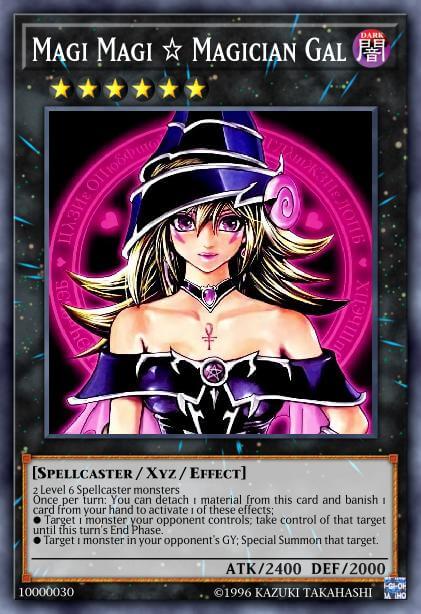 MAGI MAGI ☆ MAGICIAN GAL
DARK
闇
[SPELLCASTER / XYZ / EFFECT]
2 Level 6 Spellcaster monsters
Once per turn: You can detach 1 material from this card and banish 1
card from your hand to activate 1 of these effects;
● Target 1 monster your opponent controls; take control of that target
until this turn's End Phase.
● Target 1 monster in your opponent's GY; Special Summon that target.
ATK/2400 DEF/2000
10000030
©1996 KAZUKI TAKAHASHI